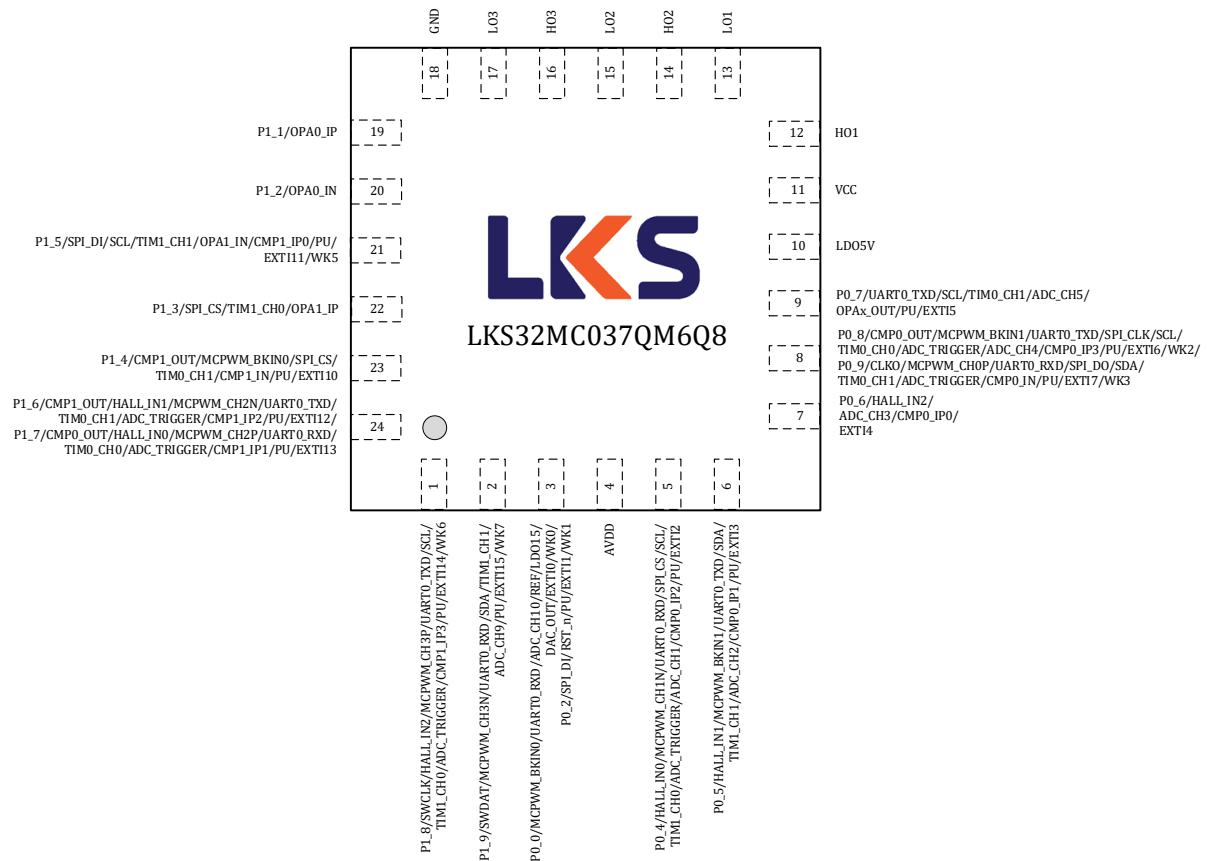 GND
LO3
HO3
LO2
HO2
LO1
18
17
16
15
14
13
P1_1/OPA0_IP
19
P1_2/OPA0_IN
20
P1_5/SPI_DI/SCL/TIM1_CH1/OPA1_IN/CMP1_IP0/PU/
EXTI11/WK5
21
P1_3/SPI_CS/TIM1_CH0/OPA1_IP
22
P1_4/CMP1_OUT/MCPWM_BKIN0/SPI_CS/
TIM0_CH1/CMP1_IN/PU/EXTI10
23
P1_6/CMP1_OUT/HALL_IN1/MCPWM_CH2N/UART0_TXD/
TIM0_CH1/ADC_TRIGGER/CMP1_IP2/PU/EXTI12/
P1_7/CMP0_OUT/HALL_IN0/MCPWM_CH2P/UART0_RXD/
TIM0_CH0/ADC_TRIGGER/CMP1_IP1/PU/EXTI13
24
LKS
LKS32MC037QM6Q8
12
HO1
11
VCC
10
LDO5V
9
P0_7/UART0_TXD/SCL/TIM0_CH1/ADC_CH5/
OPAx_OUT/PU/EXTI5
8
P0_8/CMP0_OUT/MCPWM_BKIN1/UART0_TXD/SPI_CLK/SCL/
TIM0_CH0/ADC_TRIGGER/ADC_CH4/CMP0_IP3/PU/EXTI6/WK2/
P0_9/CLKO/MCPWM_CH0P/UART0_RXD/SPI_DO/SDA/
TIM0_CH1/ADC_TRIGGER/CMP0_IN/PU/EXTI7/WK3
7
P0_6/HALL_IN2/
ADC_CH3/CMP0_IP0/
EXTI4
1
2
3
4
5
6
P1_8/SWCLK/HALL_IN2/MCPWM_CH3P/UART0_TXD/SCL/
TIM1_CH0/ADC_TRIGGER/CMP1_IP3/PU/EXTI14/WK6
P1_9/SWDAT/MCPWM_CH3N/UART0_RXD/SDA/TIM1_CH1/
ADC_CH9/PU/EXTI15/WK7
P0_0/MCPWM_BKIN0/UART0_RXD/ADC_CH10/REF/LDO15/
DAC_OUT/EXTI0/WK0/
P0_2/SPI_DI/RST_n/PU/EXTI1/WK1
AVDD
P0_4/HALL_IN0/MCPWM_CH1N/UART0_RXD/SPI_CS/SCL/
TIM1_CH0/ADC_TRIGGER/ADC_CH1/CMP0_IP2/PU/EXTI2
P0_5/HALL_IN1/MCPWM_BKIN1/UART0_TXD/SDA/
TIM1_CH1/ADC_CH2/CMP0_IP1/PU/EXTI3